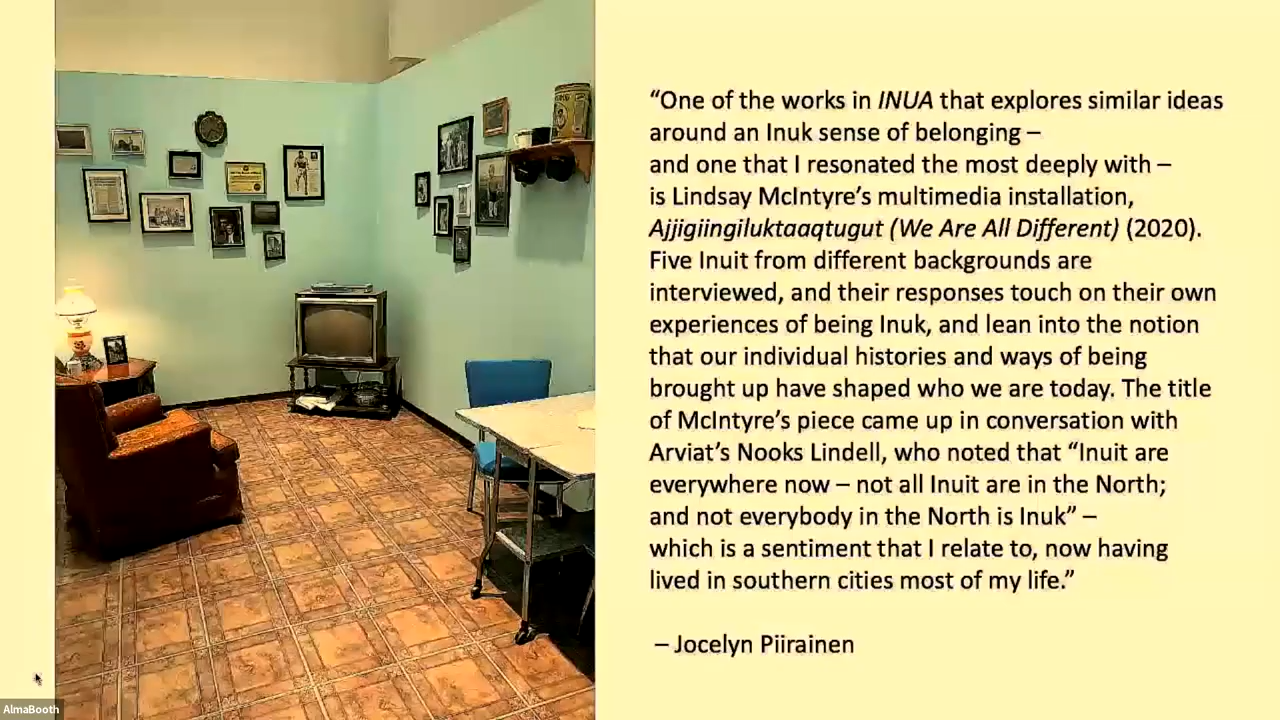 “One of the works in INUA that explores similar ideas
around an Inuk sense of belonging –
and one that I resonated the most deeply with –
is Lindsay McIntyre’s multimedia installation,
Ajjigiingiluktaaqtugut (We Are All Different) (2020).
Five Inuit from different backgrounds are
interviewed, and their responses touch on their own
experiences of being Inuk, and lean into the notion
that our individual histories and ways of being
brought up have shaped who we are today. The title
of McIntyre’s piece came up in conversation with
Arviat’s Nooks Lindell, who noted that “Inuit are
everywhere now – not all Inuit are in the North;
and not everybody in the North is Inuk” –
which is a sentiment that I relate to, now having
lived in southern cities most of my life.”
– Jocelyn Piirainen
AlmaBooth